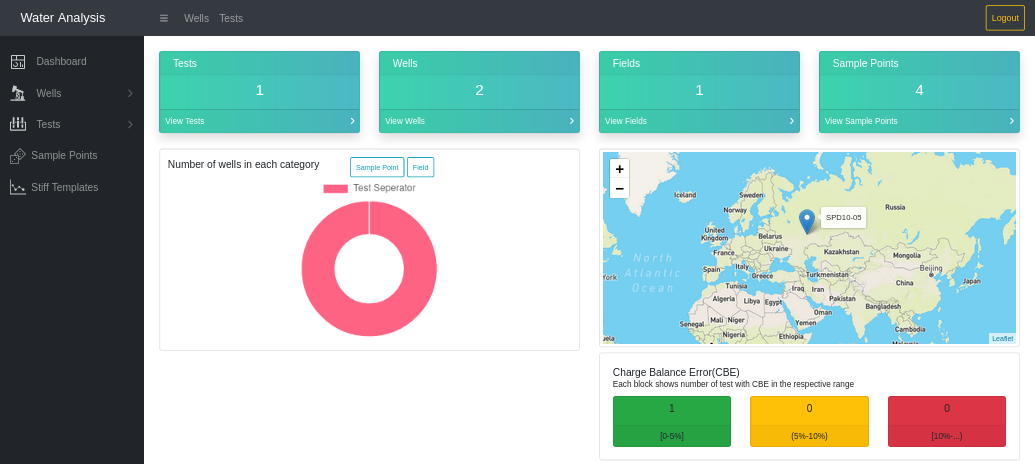 Water Analysis
Wells Tests
Logout
Dashboard
Wells
Tests
Sample Points
Stiff Templates
Tests
1
View Tests
Wells
2
View Wells
Fields
1
View Fields
Sample Points
4
View Sample Points
Number of wells in each category
Sample Point
Field
Test Seperator
+
−
Iceland
Sweden
Norway
Russia
SPD10-05
United
Kingdom
Belarus
Ukraine
France
Kazakhstan
Mongolia
North
Atlantic
Ocean
Spain
Italy
Greece
Turkmenistan
Beijing
Tunisia
China
Japan
Iraq
Iran
Algeria
Libya
Egypt
Pakistan
Oman
Bangladesh
Senegal
Mali
Niger
Yemen
Nigeria
Ethiopia
Cambodia
Leaflet
Charge Balance Error(CBE)
Each block shows number of test with CBE in the respective range
1
[0-5%]
0
(5%-10%)
0
[10%-...)